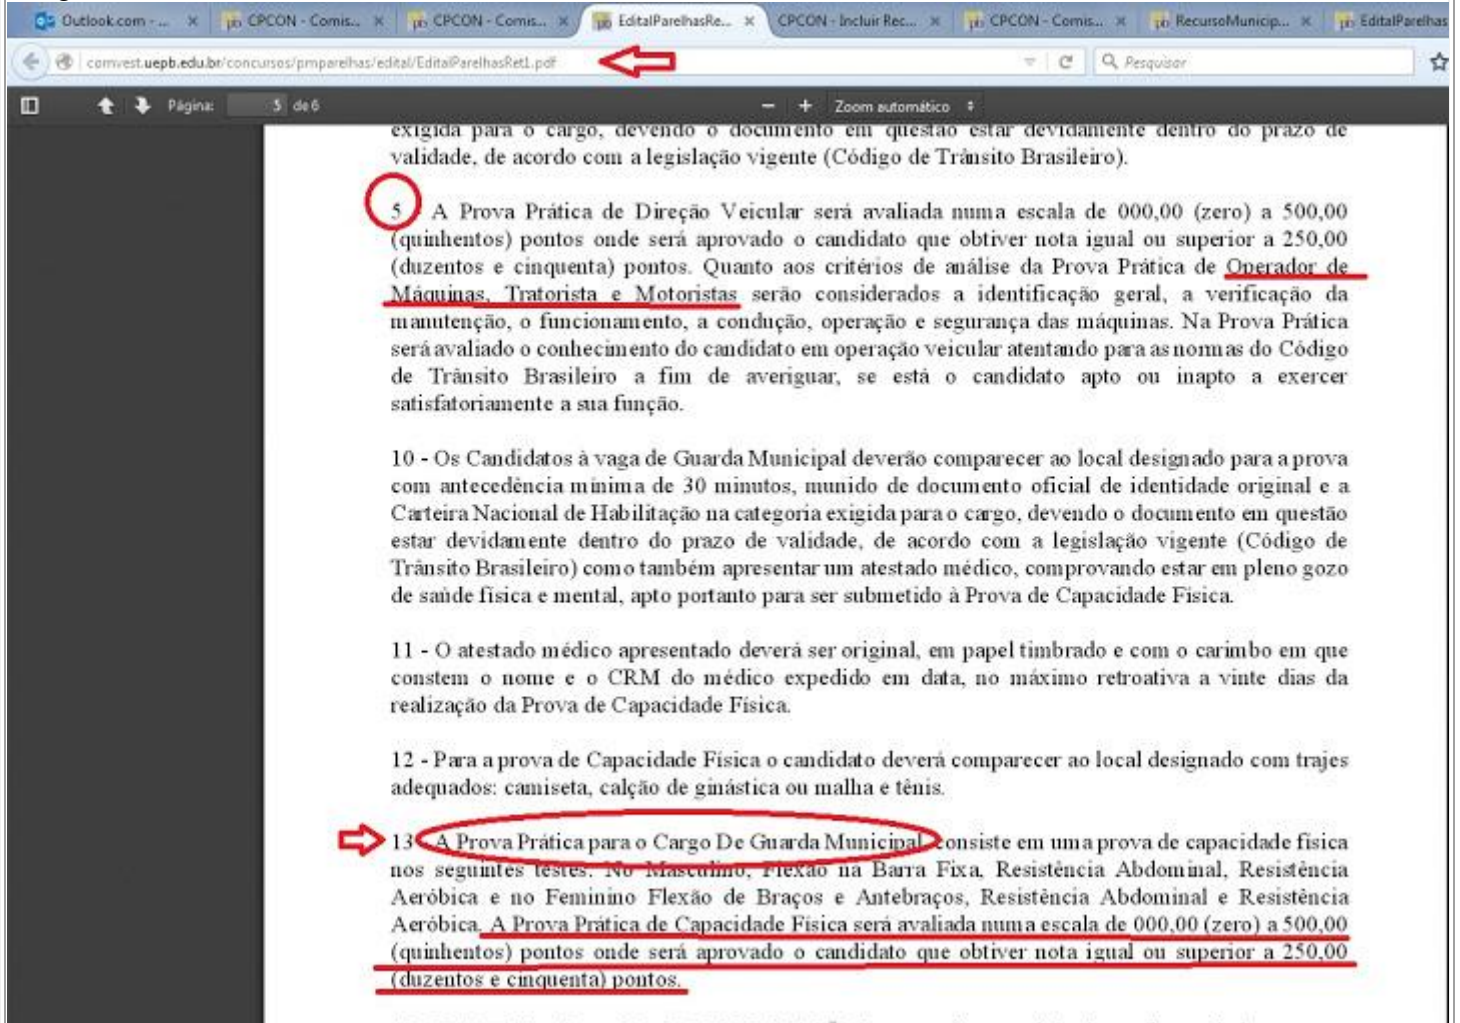 Outlook.com - ... × CPCON - Comis... × CPCON - Comis... × EditalParelhasRe... × CPCON - Incluir Rec... × CPCON - Comis... × RecursoMunicip... × EditalParelhas
comvest.uepb.edu.br/concursos/pmparelhas/edital/EditalParelhasRet1.pdf Pesquisar
Página: 5 de 6 Zoom automático
exigida para o cargo, devendo o documento em questão estar devidamente dentro do prazo de
validade, de acordo com a legislação vigente (Código de Trânsito Brasileiro).
5 A Prova Prática de Direção Veicular será avaliada numa escala de 000,00 (zero) a 500,00
(quinhentos) pontos onde será aprovado o candidato que obtiver nota igual ou superior a 250,00
(duzentos e cinquenta) pontos. Quanto aos critérios de análise da Prova Prática de Operador de
Máquinas, Tratorista e Motoristas serão considerados a identificação geral, a verificação da
manutenção, o funcionamento, a condução, operação e segurança das máquinas. Na Prova Prática
será avaliado o conhecimento do candidato em operação veicular atentando para as normas do Código
de Trânsito Brasileiro a fim de averiguar, se está o candidato apto ou inapto a exercer
satisfatoriamente a sua função.
10 - Os Candidatos à vaga de Guarda Municipal deverão comparecer ao local designado para a prova
com antecedência mínima de 30 minutos, munido de documento oficial de identidade original e a
Carteira Nacional de Habilitação na categoria exigida para o cargo, devendo o documento em questão
estar devidamente dentro do prazo de validade, de acordo com a legislação vigente (Código de
Trânsito Brasileiro) como também apresentar um atestado médico, comprovando estar em pleno gozo
de saúde física e mental, apto portanto para ser submetido à Prova de Capacidade Física.
11 - O atestado médico apresentado deverá ser original, em papel timbrado e com o carimbo em que
constem o nome e o CRM do médico expedido em data, no máximo retroativa a vinte dias da
realização da Prova de Capacidade Física.
12 - Para a prova de Capacidade Física o candidato deverá comparecer ao local designado com trajes
adequados: camiseta, calção de ginástica ou malha e tênis.
13 - A Prova Prática para o Cargo De Guarda Municipal consiste em uma prova de capacidade física
nos seguintes testes: No Masculino, Flexão na Barra Fixa, Resistência Abdominal, Resistência
Aeróbica e no Feminino Flexão de Braços e Antebraços, Resistência Abdominal e Resistência
Aeróbica. A Prova Prática de Capacidade Física será avaliada numa escala de 000,00 (zero) a 500,00
(quinhentos) pontos onde será aprovado o candidato que obtiver nota igual ou superior a 250,00
(duzentos e cinquenta) pontos.